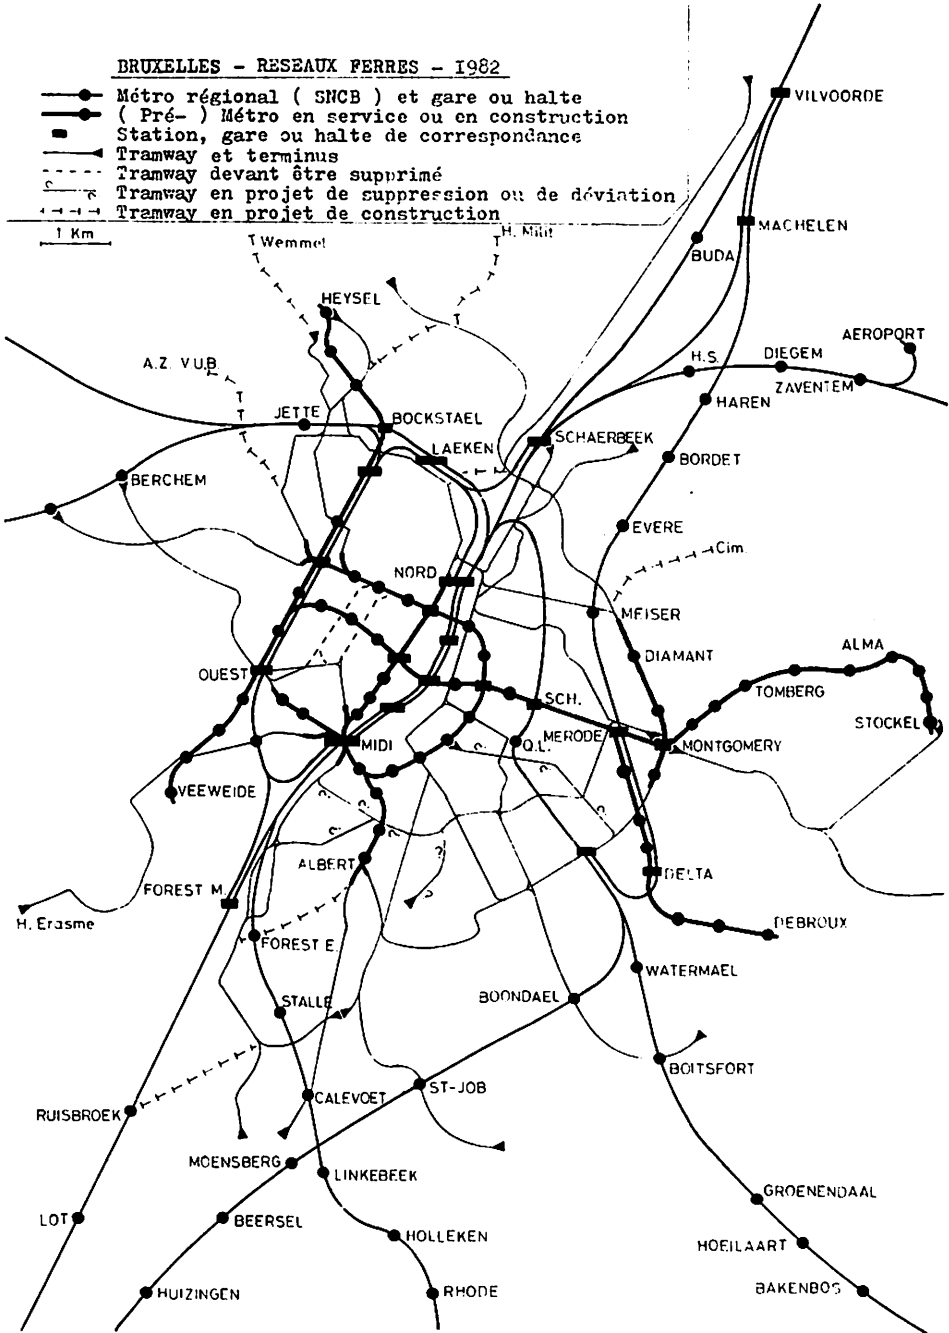 BRUXELLES - RESEAUX FERRES - 1982
Métro régional ( SNCB ) et gare ou halte
( Pré- ) Métro en service ou en construction
Station, gare ou halte de correspondance
Tramway et terminus
Tramway devant être supprimé
Tramway en projet de suppression ou de déviation
Tramway en projet de construction
1 Km
VILVOORDE
MACHELEN
Wemmel
H. Milit
BUDA
HEYSEL
AEROPORT
A.Z. V.U.B.
H.S.
DIEGEM
ZAVENTEM
HAREN
JETTE
BOCKSTAEL
SCHAERBEEK
LAEKEN
BORDET
BERCHEM
EVERE
Cim.
NORD
MEISER
ALMA
DIAMANT
OUEST
TOMBERG
SCH.
STOCKEL
MERODE
MIDI
Q.L.
MONTGOMERY
VEEWEIDE
ALBERT
DELTA
FOREST M.
H. Erasme
DEBROUX
FOREST E.
WATERMAEL
STALLE
BOONDAEL
BOITSFORT
ST-JOB
CALEVOET
RUISBROEK
MOENSBERG
LINKEBEEK
GROENENDAAL
LOT
BEERSEL
HOLLEKEN
HOEILAART
HUIZINGEN
RHODE
BAKENBOS